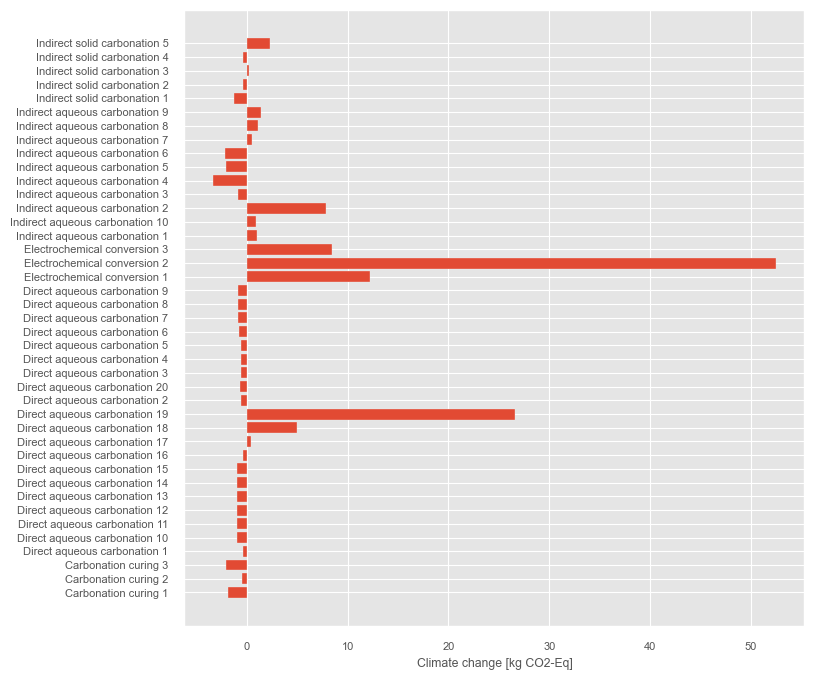 Indirect solid carbonation 5
Indirect solid carbonation 4
Indirect solid carbonation 3
Indirect solid carbonation 2
Indirect solid carbonation 1
Indirect aqueous carbonation 9
Indirect aqueous carbonation 8
Indirect aqueous carbonation 7
Indirect aqueous carbonation 6
Indirect aqueous carbonation 5
Indirect aqueous carbonation 4
Indirect aqueous carbonation 3
Indirect aqueous carbonation 2
Indirect aqueous carbonation 10
Indirect aqueous carbonation 1
Electrochemical conversion 3
Electrochemical conversion 2
Electrochemical conversion 1
Direct aqueous carbonation 9
Direct aqueous carbonation 8
Direct aqueous carbonation 7
Direct aqueous carbonation 6
Direct aqueous carbonation 5
Direct aqueous carbonation 4
Direct aqueous carbonation 3
Direct aqueous carbonation 20
Direct aqueous carbonation 2
Direct aqueous carbonation 19
Direct aqueous carbonation 18
Direct aqueous carbonation 17
Direct aqueous carbonation 16
Direct aqueous carbonation 15
Direct aqueous carbonation 14
Direct aqueous carbonation 13
Direct aqueous carbonation 12
Direct aqueous carbonation 11
Direct aqueous carbonation 10
Direct aqueous carbonation 1
Carbonation curing 3
Carbonation curing 2
Carbonation curing 1
0 10 20 30 40 50
Climate change [kg CO2-Eq]